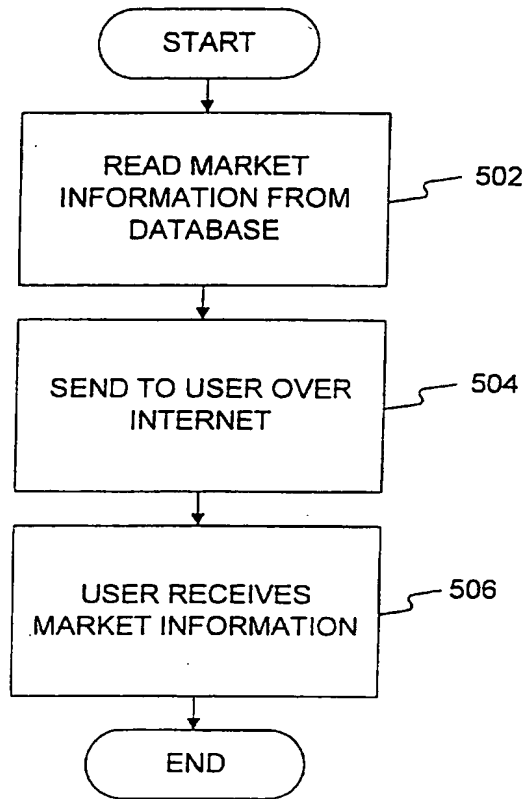 START
READ MARKET
INFORMATION FROM
DATABASE
502
SEND TO USER OVER
INTERNET
504
USER RECEIVES
MARKET INFORMATION
506
END